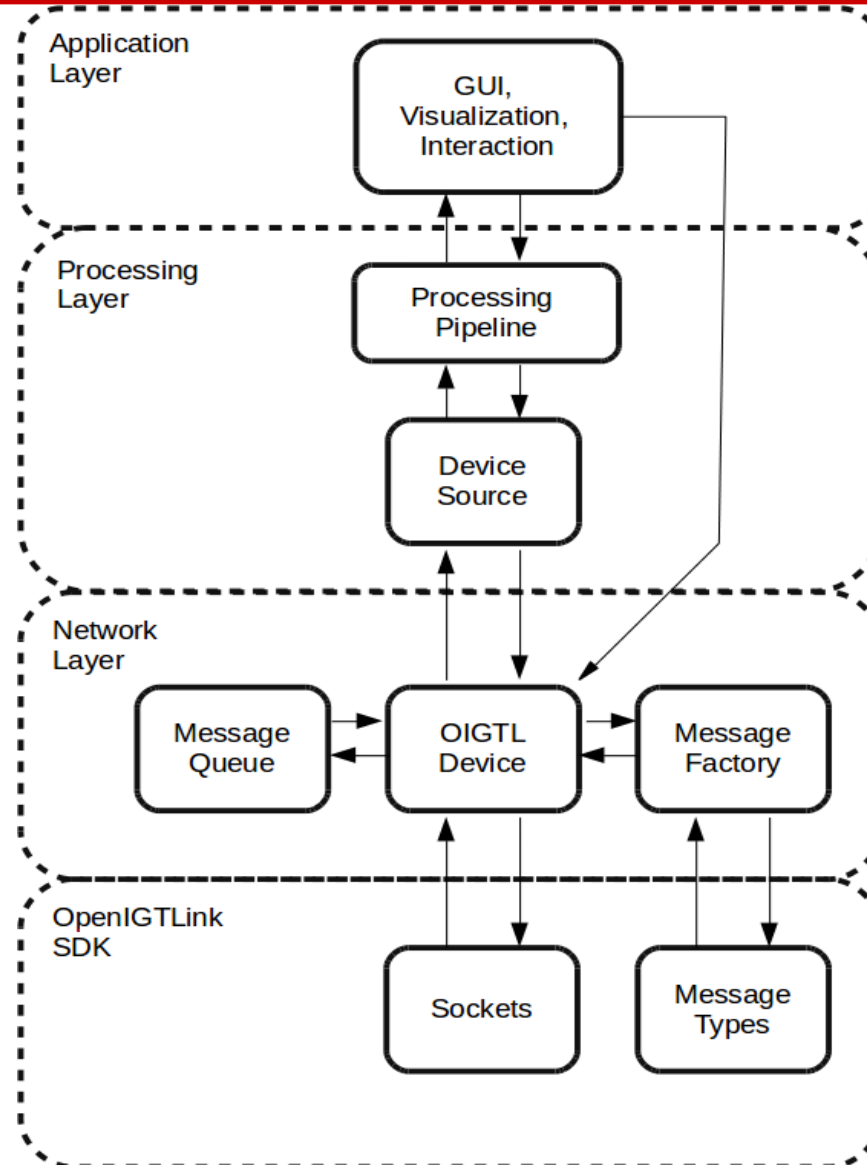 Application
Layer
GUI,
Visualization,
Interaction
Processing
Layer
Processing
Pipeline
Device
Source
Network
Layer
Message
Queue
OIGTL
Device
Message
Factory
OpenIGTLink
SDK
Sockets
Message
Types